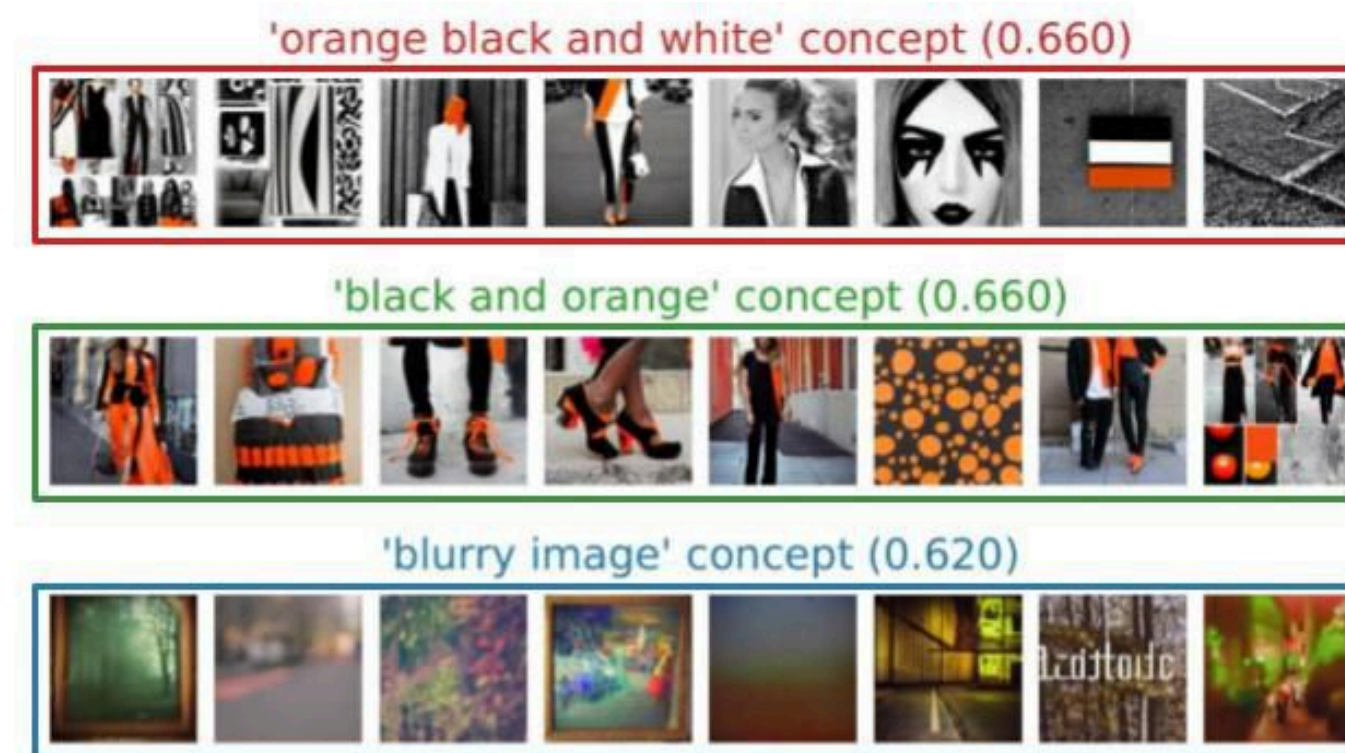 'orange black and white' concept (0.660)
'black and orange' concept (0.660)
'blurry image' concept (0.620)